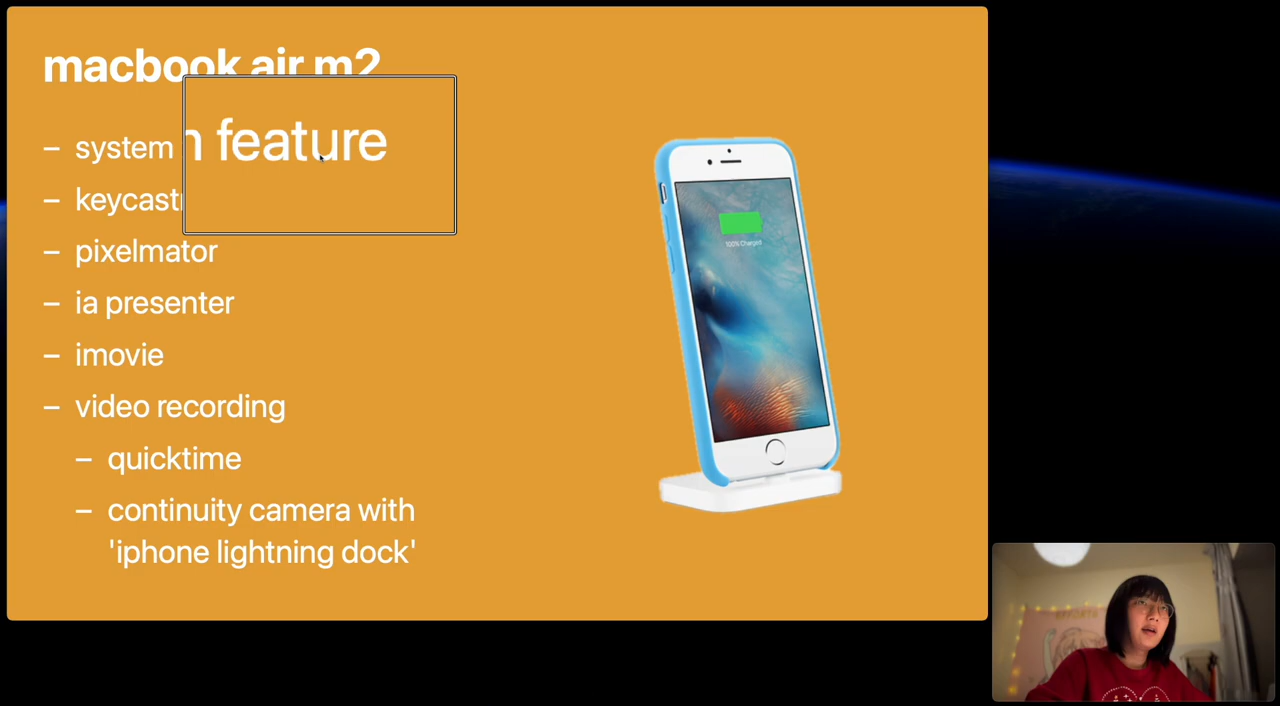 macbook air m2
– system
n feature
– keycast
– pixelmator
– ia presenter
– imovie
– video recording
– quicktime
– continuity camera with
'iphone lightning dock'
100% Charged